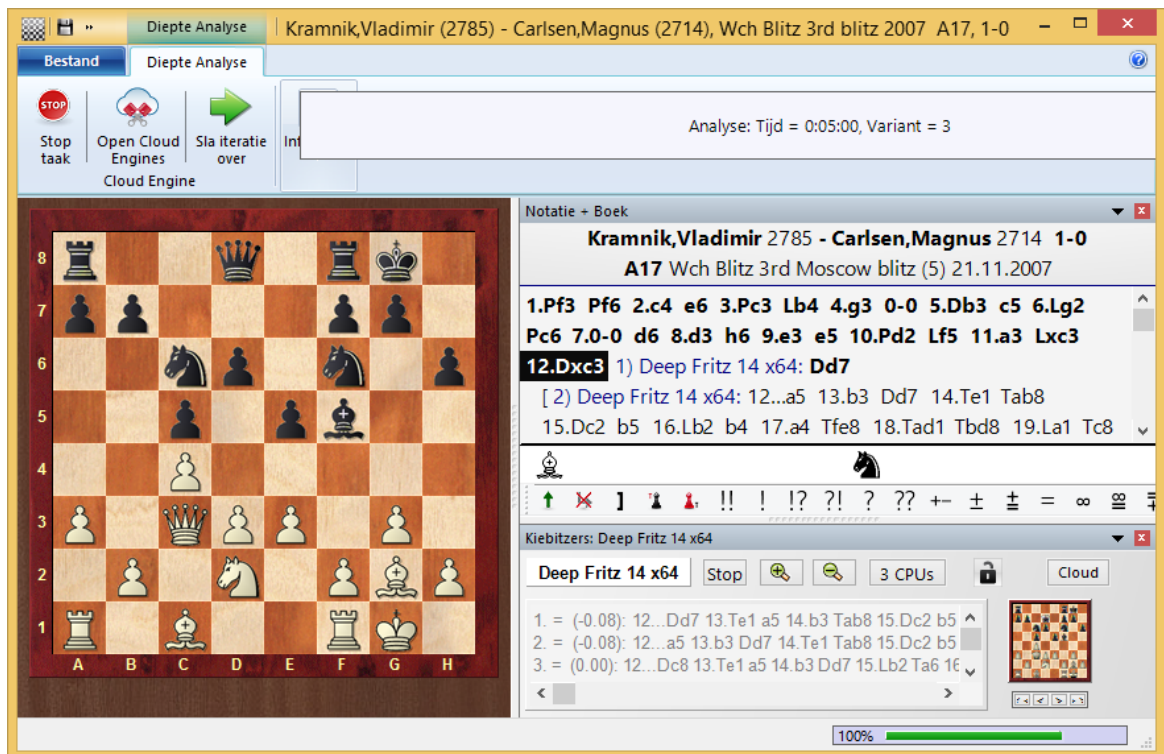 Diepte Analyse
Kramnik,Vladimir (2785) - Carlsen,Magnus (2714), Wch Blitz 3rd blitz 2007 A17, 1-0
Bestand
Diepte Analyse
STOP
Stop taak
Open Cloud Engines
Sla iteratie over
Cloud Engine
Analyse: Tijd = 0:05:00, Variant = 3
8
7
6
5
4
3
2
1
A B C D E F G H
Notatie + Boek
Kramnik,Vladimir 2785 - Carlsen,Magnus 2714 1-0
A17 Wch Blitz 3rd Moscow blitz (5) 21.11.2007
1.Pf3 Pf6 2.c4 e6 3.Pc3 Lb4 4.g3 0-0 5.Db3 c5 6.Lg2
Pc6 7.0-0 d6 8.d3 h6 9.e3 e5 10.Pd2 Lf5 11.a3 Lxc3
12.Dxc3 1) Deep Fritz 14 x64: Dd7
[ 2) Deep Fritz 14 x64: 12...a5 13.b3 Dd7 14.Te1 Tab8
15.Dc2 b5 16.Lb2 b4 17.a4 Tfe8 18.Tad1 Tbd8 19.La1 Tc8
] !! ! !? ?! ? ?? +− ± ⩲ = ∞
Kiebitzers: Deep Fritz 14 x64
Deep Fritz 14 x64
Stop
3 CPUs
Cloud
1. = (-0.08): 12...Dd7 13.Te1 a5 14.b3 Tab8 15.Dc2 b5
2. = (-0.08): 12...a5 13.b3 Dd7 14.Te1 Tab8 15.Dc2 b5
3. = (0.00): 12...Dc8 13.Te1 a5 14.b3 Dd7 15.Lb2 Ta6
100%